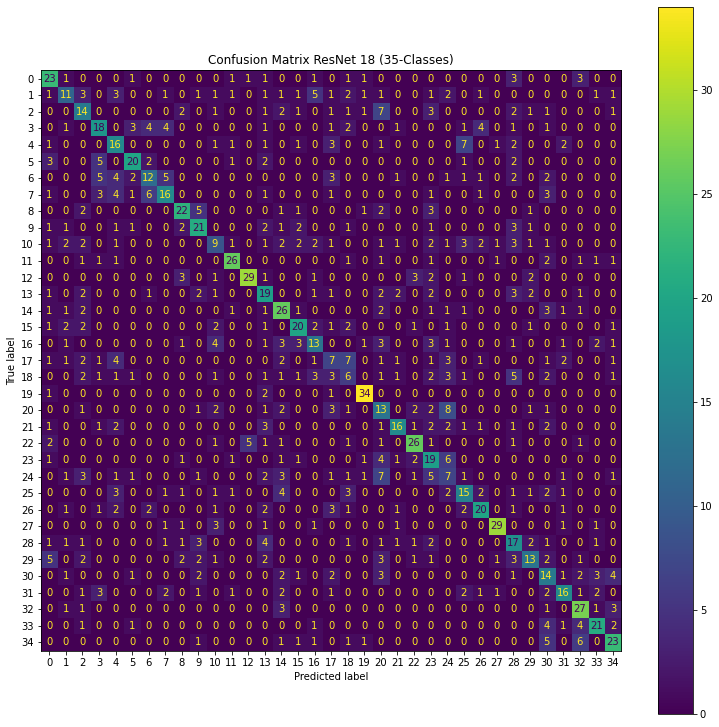 Confusion Matrix ResNet 18 (35-Classes)
0 23 1 0 0 0 1 0 0 0 0 0 1 1 1 0 0 1 0 1 1 0 0 0 0 0 0 0 0 3 0 0 0 3 0 0
1 1 11 3 0 3 0 0 1 0 1 1 1 0 1 1 1 5 1 2 1 1 0 0 1 2 0 1 0 0 0 0 0 0 1 1
2 0 0 14 0 0 0 0 0 2 0 1 0 0 1 2 1 0 1 1 1 7 0 0 3 0 0 0 0 2 1 1 0 0 0 1
3 0 1 0 18 0 3 4 4 0 0 0 0 0 1 0 0 0 1 2 0 0 1 0 0 0 1 4 0 1 0 1 0 0 0 0
4 1 0 0 0 16 0 0 0 0 1 1 1 0 1 0 1 0 3 0 0 1 0 0 0 0 7 0 1 2 0 0 2 0 0 0
5 3 0 0 5 0 20 2 0 0 0 0 1 0 2 0 0 0 0 0 0 0 0 0 0 0 1 0 0 2 0 0 0 0 0 0
6 0 0 0 5 4 2 12 5 0 0 0 0 0 0 0 0 0 3 0 0 0 1 0 0 1 1 1 0 2 0 2 0 0 0 0
7 1 0 0 3 4 1 6 16 0 0 0 0 0 1 0 0 0 0 0 0 0 0 0 1 0 0 1 0 0 0 3 0 0 0 0
8 0 0 2 0 0 0 0 0 22 5 0 0 0 0 1 1 0 0 0 1 2 0 0 3 0 0 0 0 0 1 0 0 0 0 0
9 1 1 0 0 1 1 0 0 2 21 0 0 0 2 1 2 0 0 1 0 0 0 0 0 0 0 0 0 3 1 0 0 0 0 0
10 1 2 2 0 1 0 0 0 0 0 9 1 0 1 2 2 2 1 0 0 1 1 0 2 1 3 2 1 3 1 1 0 0 0 0
11 0 0 1 1 1 0 0 0 0 0 0 26 0 0 0 0 0 0 1 0 0 1 0 0 0 0 0 1 0 0 2 0 1 1 1
12 0 0 0 0 0 0 0 0 3 0 0 0 29 1 0 0 1 0 0 0 0 0 3 2 0 1 0 0 0 2 0 0 0 0 0
13 1 0 2 0 0 0 1 0 0 2 1 0 0 19 0 0 1 1 0 0 2 2 0 2 0 0 0 0 3 2 0 0 0 0 1
14 1 1 2 0 0 0 0 0 0 0 0 1 0 1 26 1 0 0 0 0 2 0 0 1 1 1 0 0 0 0 3 1 1 0 0
15 1 2 2 0 0 0 0 0 0 0 2 0 0 1 0 20 2 1 2 0 0 0 1 0 0 1 0 0 0 0 0 0 0 0 1
16 1 0 0 0 0 0 0 0 1 0 4 0 0 0 3 3 13 0 0 1 3 0 0 3 1 0 0 0 1 0 0 1 1 2 1
17 1 1 2 1 4 0 0 0 0 0 0 0 0 0 2 0 1 7 7 0 1 1 0 1 3 0 1 0 0 0 1 2 0 0 1
18 0 0 2 1 1 1 0 0 0 0 1 0 0 1 1 1 3 3 6 0 1 1 0 2 3 1 0 0 5 0 2 0 0 0 1
19 1 0 0 0 0 0 0 0 0 0 0 0 0 2 0 0 0 1 0 34 0 0 0 0 0 0 0 0 0 0 0 0 0 0 0
20 0 0 1 0 0 0 0 0 0 1 2 0 0 1 2 0 0 3 1 0 13 0 2 2 8 0 0 0 0 1 1 0 0 0 0
21 1 0 0 1 2 0 0 0 0 0 0 0 0 3 0 0 0 0 0 0 1 16 1 2 2 1 1 0 1 0 2 0 0 0 0
22 2 0 0 0 0 0 0 0 0 0 0 0 5 1 1 0 0 0 1 0 1 0 26 1 1 0 0 0 1 0 0 0 0 0 1
23 1 0 0 0 0 0 0 0 1 0 0 0 0 1 0 1 0 0 0 0 4 1 2 19 6 0 0 0 0 0 0 0 0 0 0
24 0 1 3 0 1 1 0 0 0 1 0 0 0 2 3 0 0 1 1 0 7 0 0 5 7 1 0 0 0 0 0 1 0 0 1
25 0 0 0 0 3 0 0 1 1 0 1 1 0 0 4 0 0 0 3 0 0 0 0 0 2 15 2 0 1 1 2 1 0 0 0
26 0 1 0 1 2 0 2 0 0 0 0 1 0 1 0 0 0 3 1 0 0 1 0 0 0 2 20 1 0 0 0 1 0 0 0
27 0 0 0 0 0 0 0 1 1 0 3 0 0 1 0 0 1 0 0 0 0 1 0 0 0 0 0 29 0 0 0 1 0 1 0
28 1 1 1 0 0 0 0 1 1 3 0 0 0 4 0 0 0 0 1 0 1 1 1 2 0 0 0 0 17 2 1 0 0 1 0
29 5 0 2 0 0 0 0 0 2 2 1 0 0 2 0 0 0 0 0 0 3 0 0 1 0 0 0 1 3 13 2 0 1 0 0
30 0 1 0 0 0 1 0 0 0 2 0 0 0 0 2 1 0 2 0 0 3 0 0 0 0 0 0 0 1 0 14 1 2 3 4
31 0 0 1 3 0 0 0 2 0 1 0 1 0 0 2 0 0 1 0 0 0 0 0 0 0 2 1 1 0 0 2 16 1 2 0
32 0 1 1 0 0 0 0 0 0 0 0 0 0 0 3 0 0 0 0 0 0 0 0 0 0 0 0 0 0 0 1 0 27 1 3
33 0 0 1 0 0 1 0 0 0 0 0 0 0 0 0 0 0 0 0 0 0 0 0 0 0 0 0 0 0 0 4 1 4 21 2
34 0 0 0 0 0 0 0 0 0 1 0 0 0 0 1 1 1 0 1 1 0 0 0 0 0 0 0 0 0 0 5 0 6 0 23
0 1 2 3 4 5 6 7 8 9 10 11 12 13 14 15 16 17 18 19 20 21 22 23 24 25 26 27 28 29 30 31 32 33 34
Predicted label
True label
30
25
20
15
10
5
0